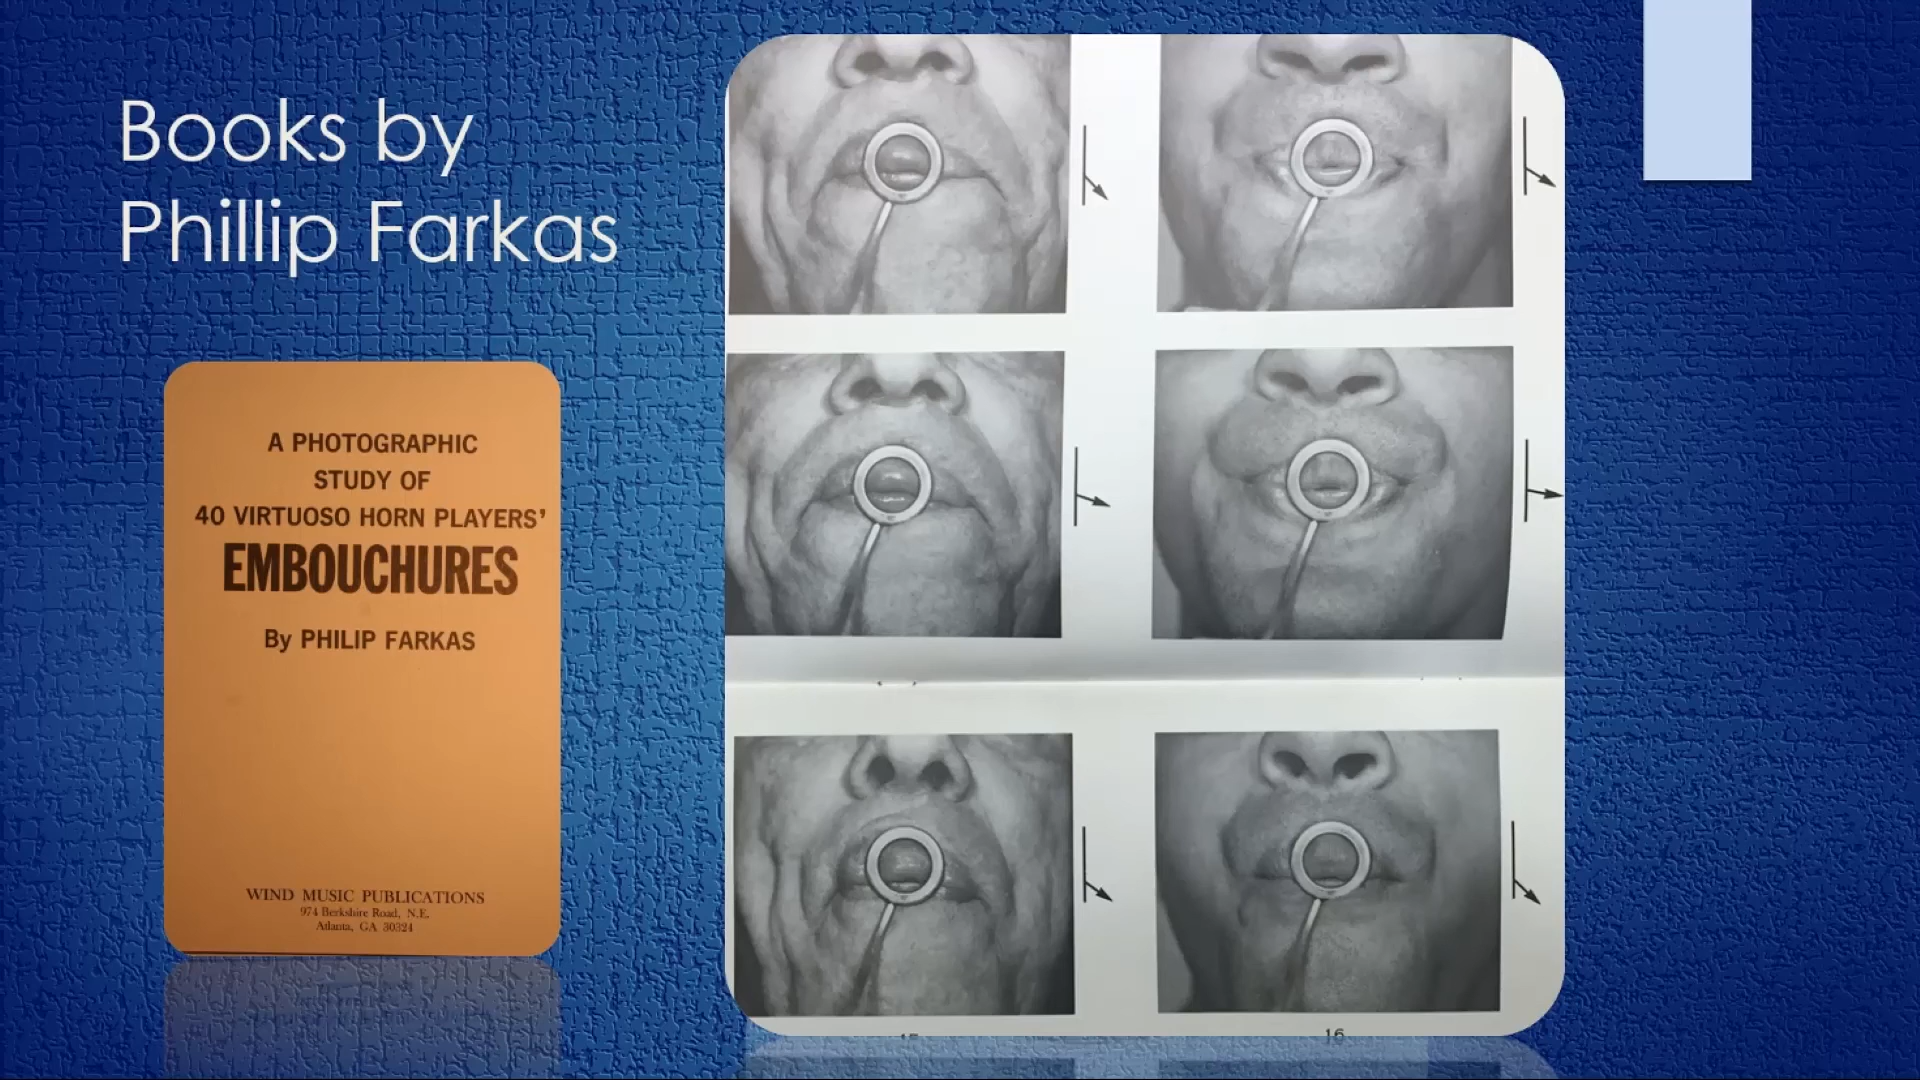 Books by
Phillip Farkas
A PHOTOGRAPHIC
STUDY OF
40 VIRTUOSO HORN PLAYERS'
EMBOUCHURES
By PHILIP FARKAS
WIND MUSIC PUBLICATIONS
974 Berkshire Road, N.E.
Atlanta, GA 30324
16